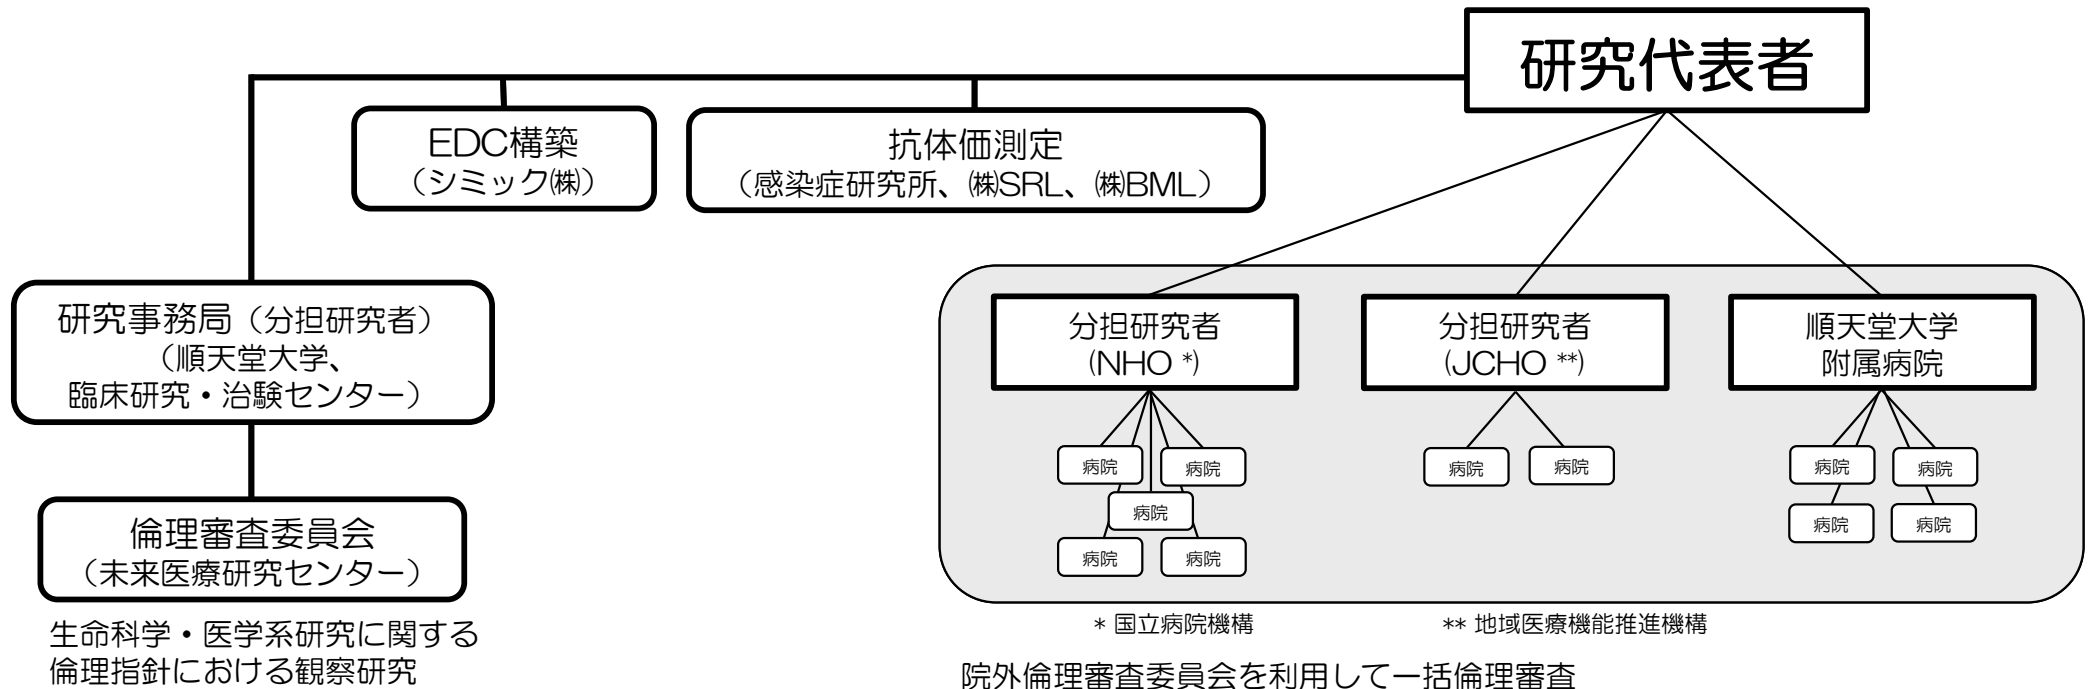 研究代表者
EDC構築
（シミック㈱）
抗体価測定
（感染症研究所、㈱SRL、㈱BML）
研究事務局（分担研究者）
（順天堂大学、
臨床研究・治験センター）
倫理審査委員会
（未来医療研究センター）
生命科学・医学系研究に関する
倫理指針における観察研究
分担研究者
(NHO *)
病院
病院
病院
病院
病院
分担研究者
(JCHO **)
病院
病院
順天堂大学
附属病院
病院
病院
病院
病院
* 国立病院機構
** 地域医療機能推進機構
院外倫理審査委員会を利用して一括倫理審査